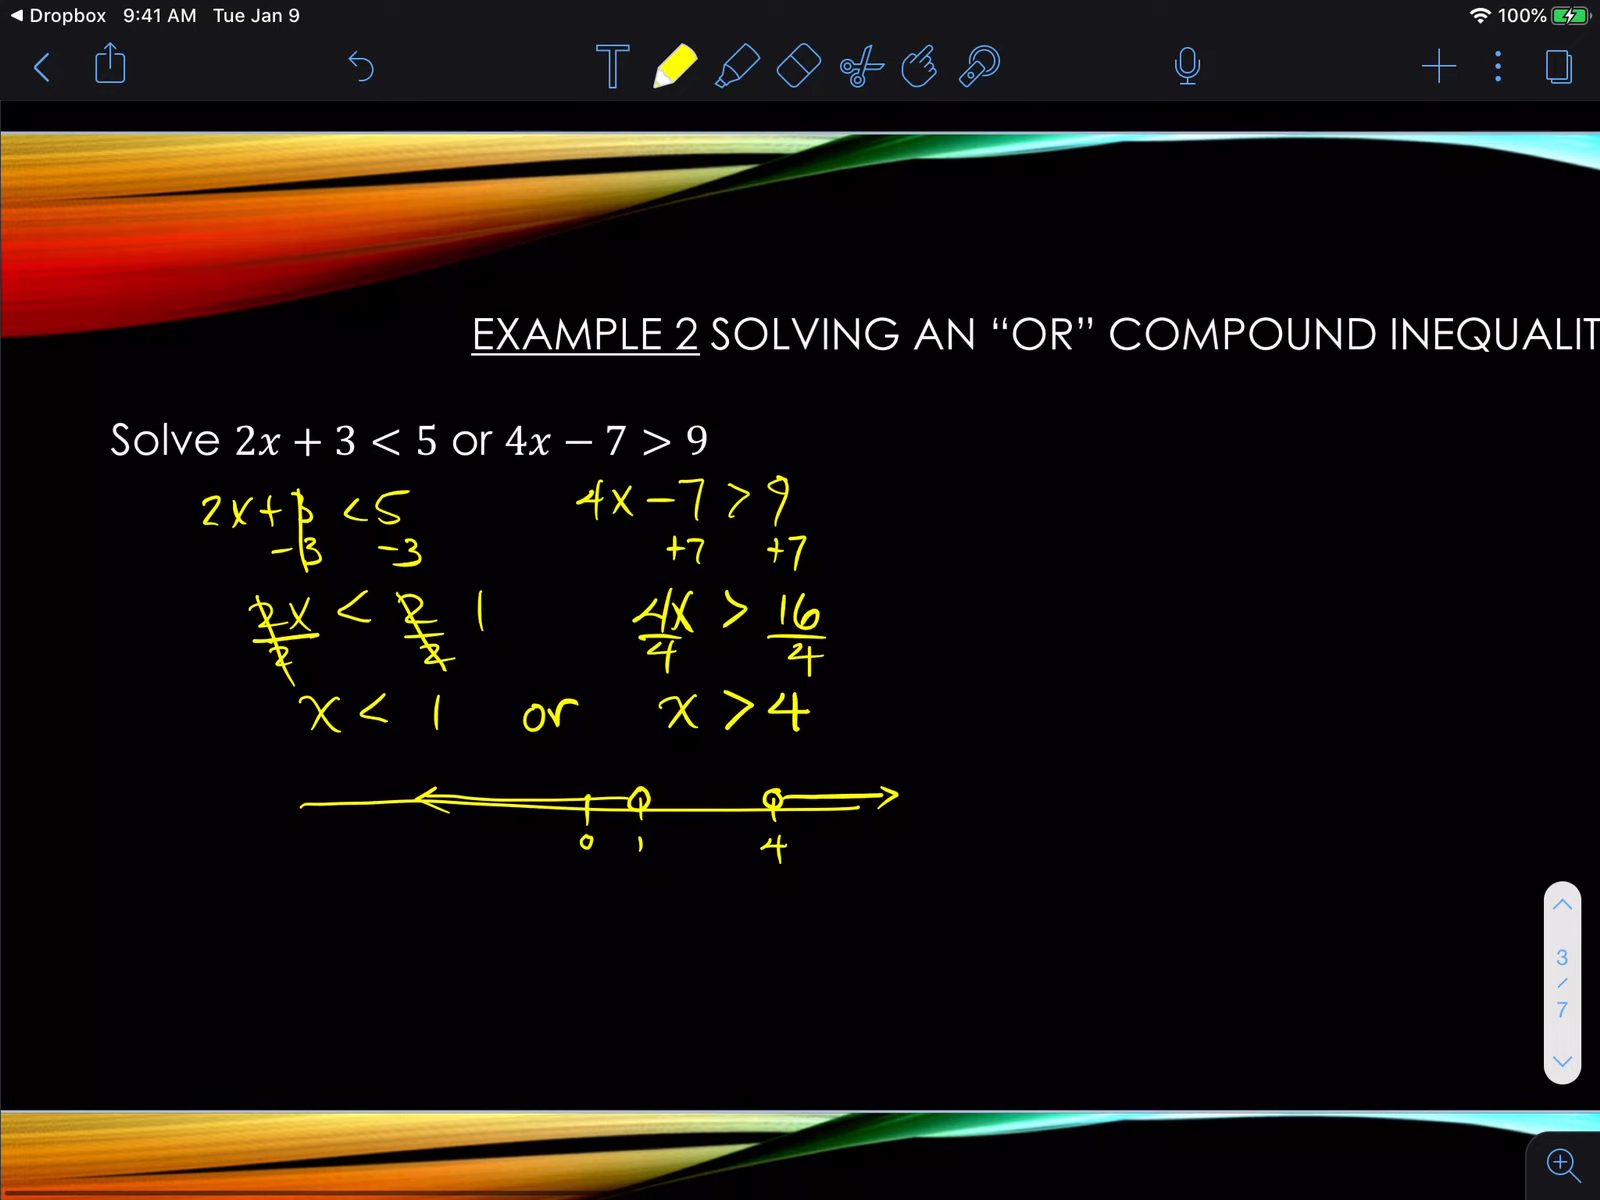 Dropbox 9:41 AM Tue Jan 9 100%
EXAMPLE 2 SOLVING AN “OR” COMPOUND INEQUALIT
Solve 2x + 3 < 5 or 4x − 7 > 9
2x+3 <5 4x−7 > 9
−3 −3 +7 +7
2x < 2 1 4x > 16
2 2 4 4
x < 1 or x > 4
0 1 4
3
/
7